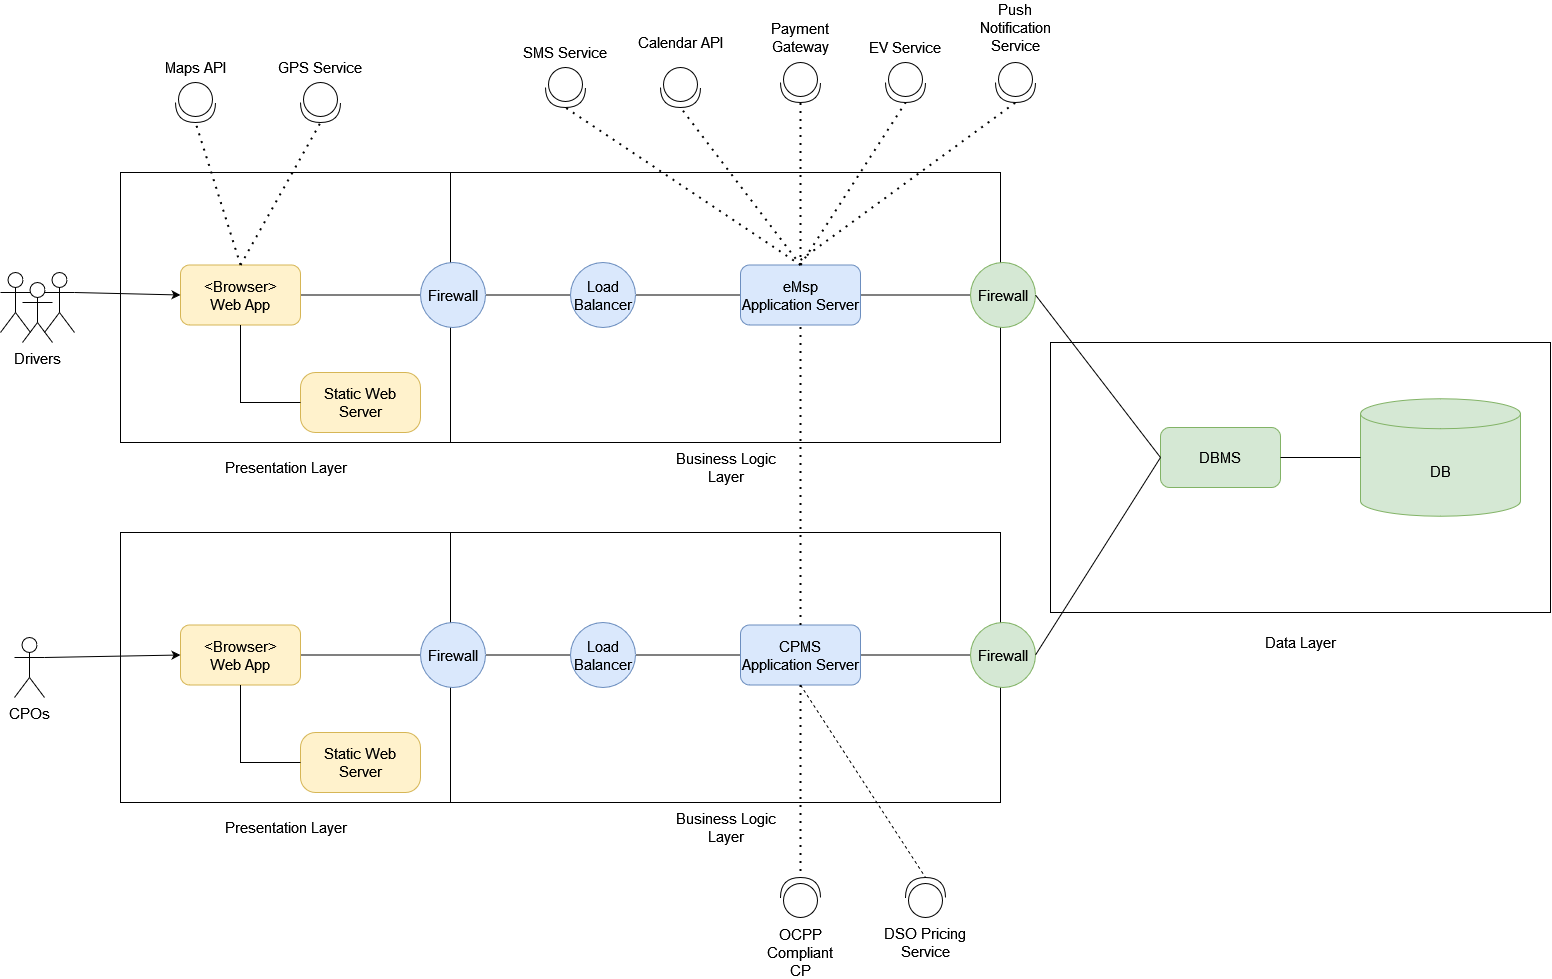 Push
Notification
Service
Payment
Gateway
Calendar API
EV Service
SMS Service
Maps API
GPS Service
<Browser>
Web App
Firewall
Load
Balancer
eMsp
Application Server
Firewall
Drivers
Static Web
Server
DBMS
DB
Presentation Layer
Business Logic
Layer
Data Layer
<Browser>
Web App
Firewall
Load
Balancer
CPMS
Application Server
Firewall
CPOs
Static Web
Server
Presentation Layer
Business Logic
Layer
OCPP
Compliant
CP
DSO Pricing
Service